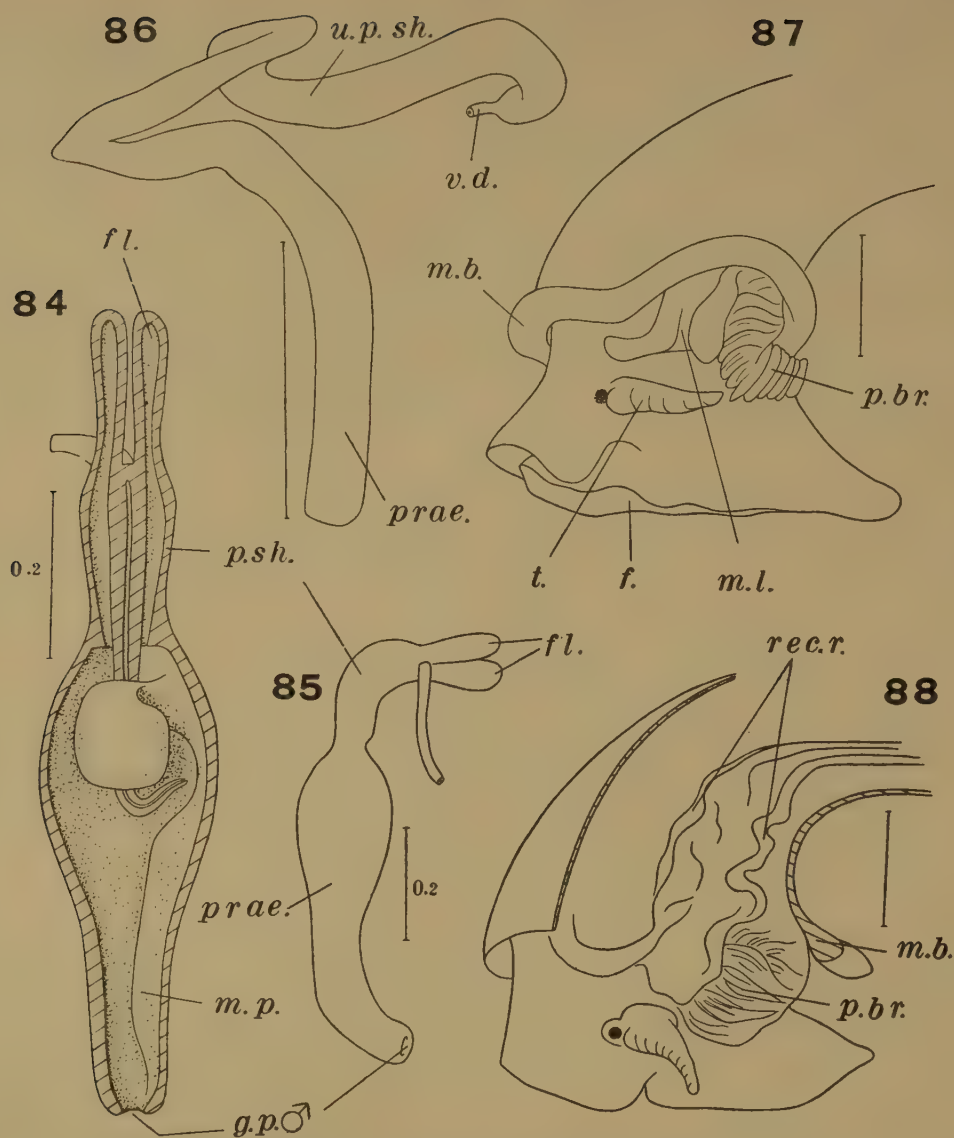 86
u.p.sh.
87
v.d.
fl.
84
m.b.
p.br.
prae.
0.2
p.sh.
t.
f.
m.l.
fl.
rec.r.
85
88
prae.
0.2
m.b.
m.p.
p.br.
g.p.♂